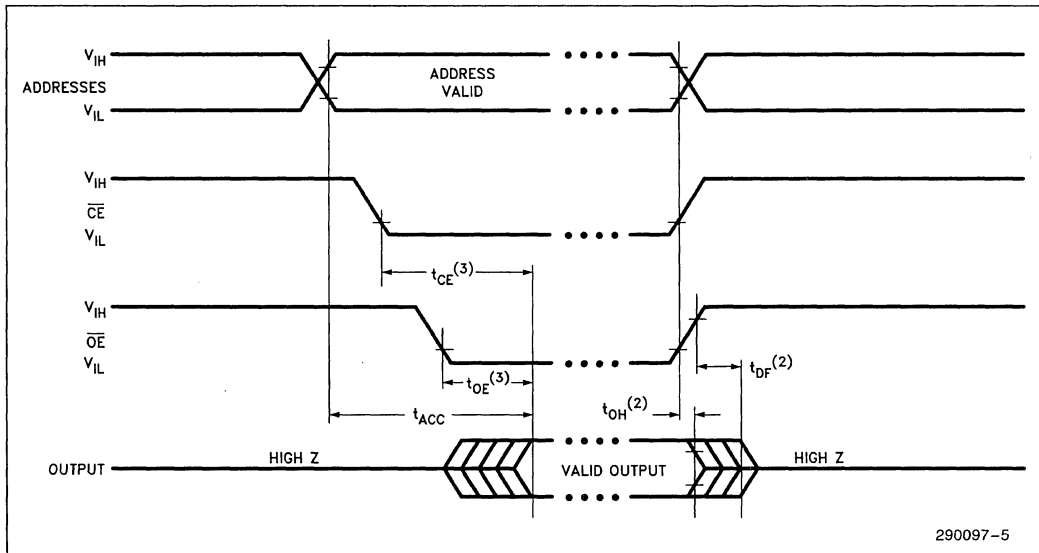 V_IH
ADDRESSES
V_IL
ADDRESS
VALID
V_IH
CE
V_IL
t_CE(3)
V_IH
OE
V_IL
t_OE(3)
t_DF(2)
t_ACC
t_OH(2)
OUTPUT
HIGH Z
VALID OUTPUT
HIGH Z
290097-5